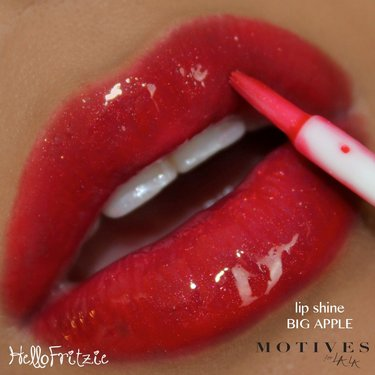 lip shine
BIG APPLE
MOTIVES
for LA LA
HelloFritzie